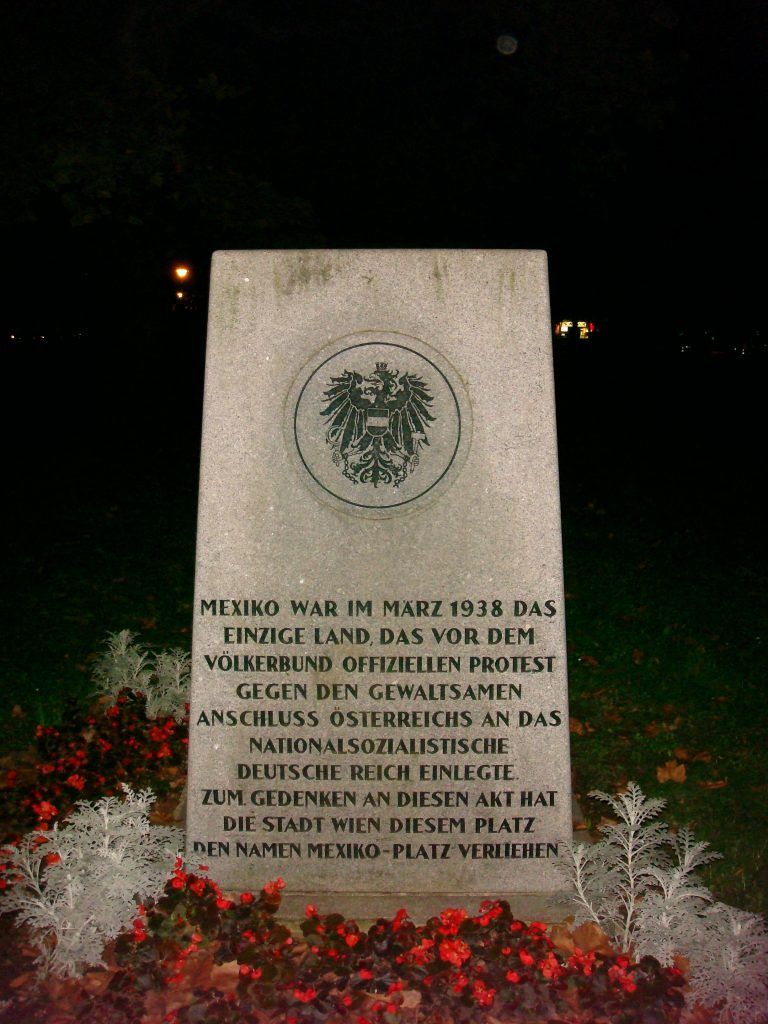 MEXIKO WAR IM MÄRZ 1938 DAS
EINZIGE LAND, DAS VOR DEM
VÖLKERBUND OFFIZIELLEN PROTEST
GEGEN DEN GEWALTSAMEN
ANSCHLUSS ÖSTERREICHS AN DAS
NATIONALSOZIALISTISCHE
DEUTSCHE REICH EINLEGTE.
ZUM GEDENKEN AN DIESEN AKT HAT
DIE STADT WIEN DIESEM PLATZ
DEN NAMEN MEXIKO-PLATZ VERLIEHEN